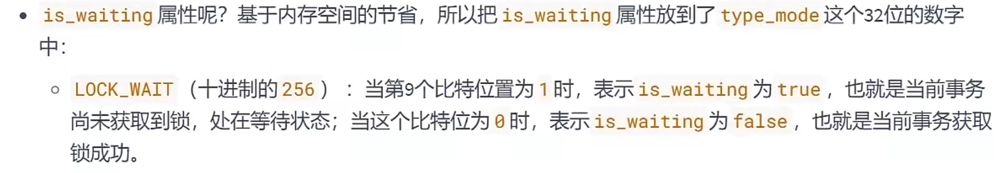 • is_waiting 属性呢？基于内存空间的节省，所以把 is_waiting 属性放到了 type_mode 这个32位的数字
中：
○ LOCK_WAIT （十进制的 256 ） ：当第9个比特位置为 1 时，表示 is_waiting 为 true ，也就是当前事务
尚未获取到锁，处在等待状态；当这个比特位为 0 时，表示 is_waiting 为 false ，也就是当前事务获取
锁成功。